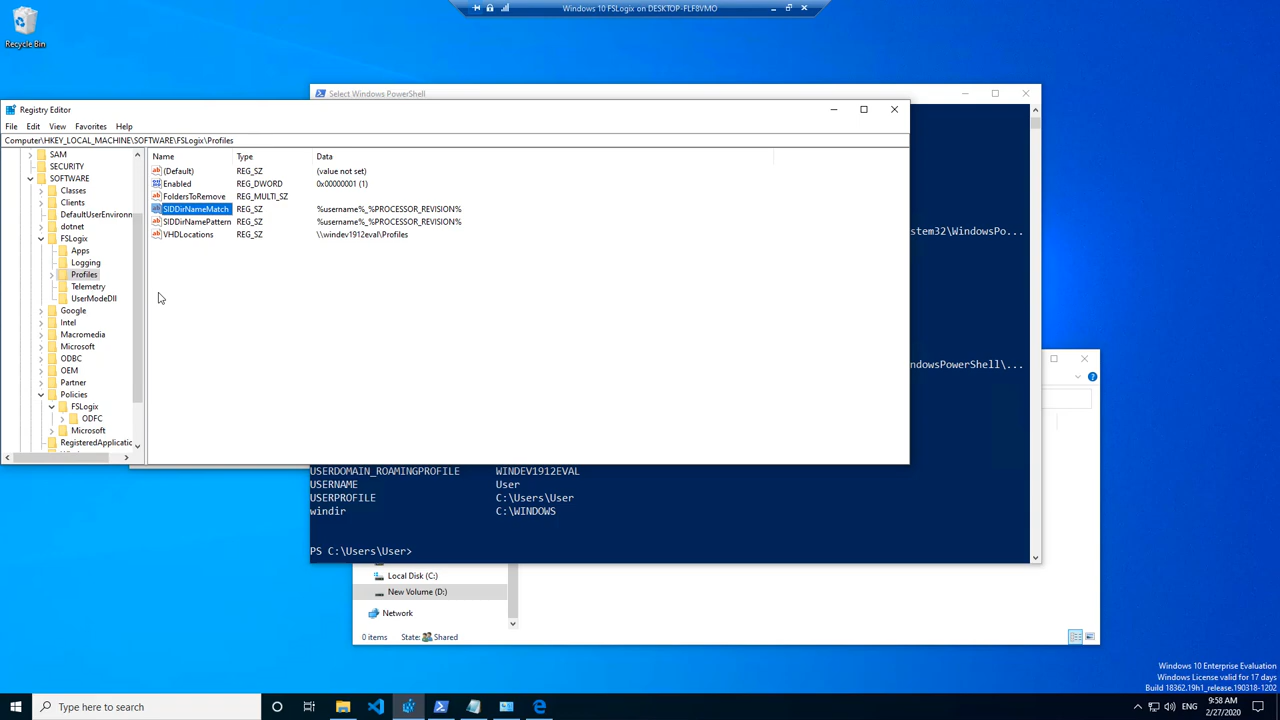 Windows 10 FSLogix on DESKTOP-FLF8VMO
Recycle Bin
Select Windows PowerShell
Registry Editor
File Edit View Favorites Help
Computer\HKEY_LOCAL_MACHINE\SOFTWARE\FSLogix\Profiles
SAM
SECURITY
SOFTWARE
Classes
Clients
DefaultUserEnvironm
dotnet
FSLogix
Apps
Logging
Profiles
Telemetry
UserModeDll
Google
Intel
Macromedia
Microsoft
ODBC
OEM
Partner
Policies
FSLogix
ODFC
Microsoft
RegisteredApplicatic
Name Type Data
(Default) REG_SZ (value not set)
Enabled REG_DWORD 0x00000001 (1)
FoldersToRemove REG_MULTI_SZ
SIDDirNameMatch REG_SZ %username%_%PROCESSOR_REVISION%
SIDDirNamePattern REG_SZ %username%_%PROCESSOR_REVISION%
VHDLocations REG_SZ \\windev1912eval\Profiles
stem32\WindowsPo...
ndowsPowerShell\...
USERDOMAIN_ROAMINGPROFILE WINDEV1912EVAL
USERNAME User
USERPROFILE C:\Users\User
windir C:\WINDOWS
PS C:\Users\User>
Local Disk (C:)
New Volume (D:)
Network
0 items State: Shared
Windows 10 Enterprise Evaluation
Windows License valid for 17 days
Build 18362.19h1_release.190318-1202
Type here to search
ENG
9:58 AM
2/27/2020